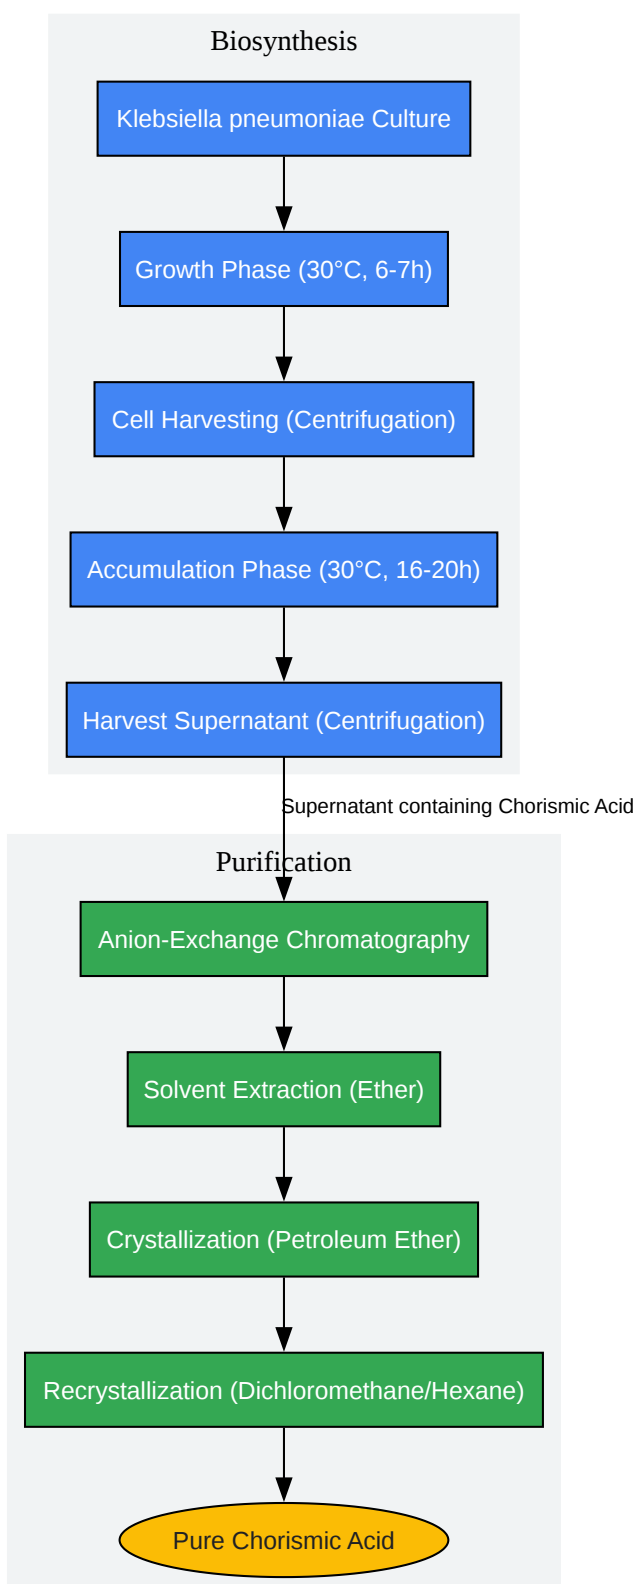 Biosynthesis
Klebsiella pneumoniae Culture
Growth Phase (30°C, 6-7h)
Cell Harvesting (Centrifugation)
Accumulation Phase (30°C, 16-20h)
Harvest Supernatant (Centrifugation)
Supernatant containing Chorismic Acid
Purification
Anion-Exchange Chromatography
Solvent Extraction (Ether)
Crystallization (Petroleum Ether)
Recrystallization (Dichloromethane/Hexane)
Pure Chorismic Acid